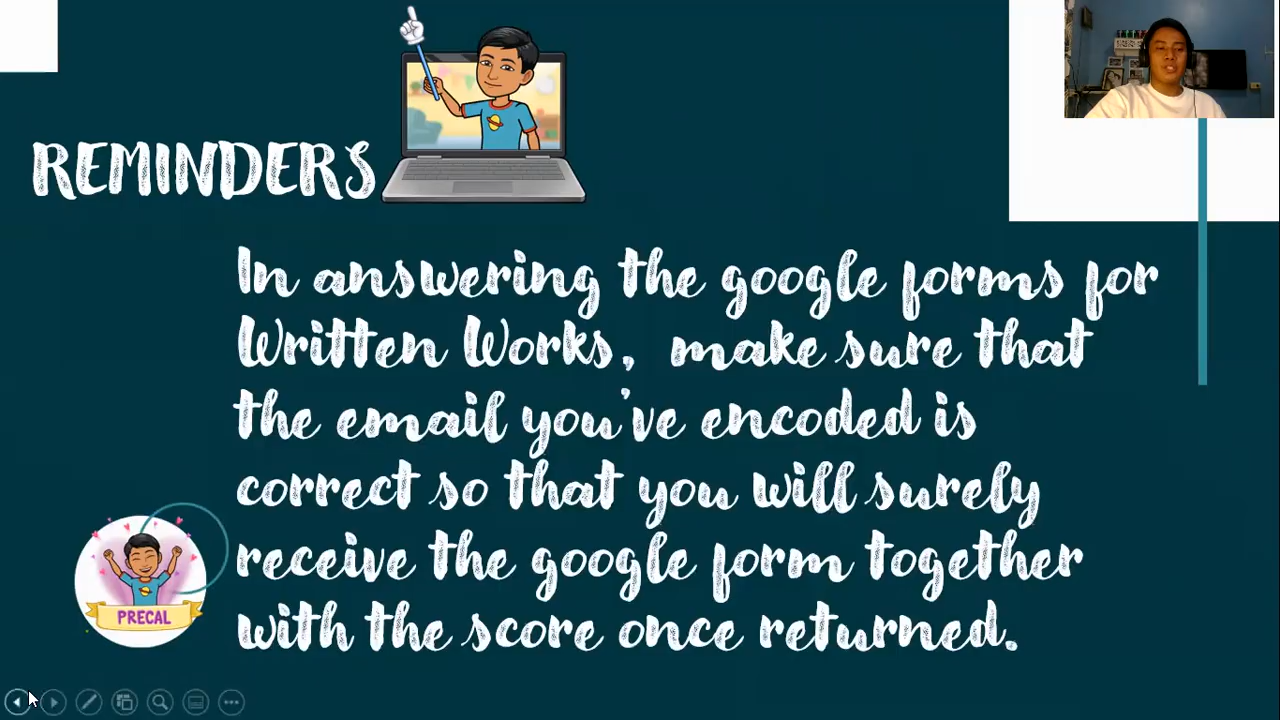 REMINDERS
In answering the google forms for
Written Works, make sure that
the email you've encoded is
correct so that you will surely
receive the google form together
with the score once returned.
PRECAL